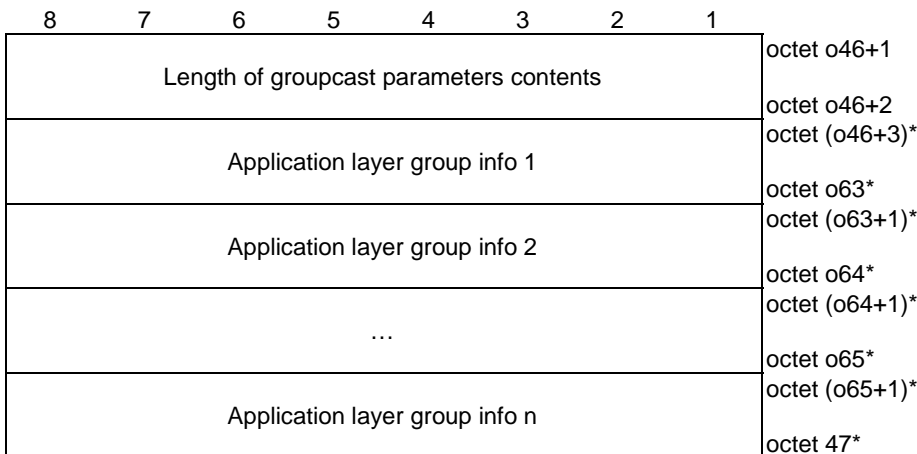 8 7 6 5 4 3 2 1
octet o46+1
Length of groupcast parameters contents
octet o46+2
octet (o46+3)*
Application layer group info 1
octet o63*
octet (o63+1)*
Application layer group info 2
octet o64*
octet (o64+1)*
…
octet o65*
octet (o65+1)*
Application layer group info n
octet 47*